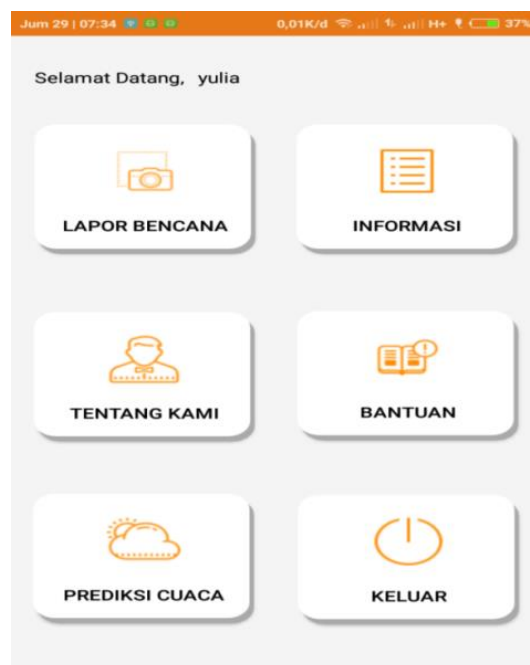 Jum 29 | 07:34 0,01K/d H+ 37%
Selamat Datang, yulia
LAPOR BENCANA INFORMASI
TENTANG KAMI BANTUAN
PREDIKSI CUACA KELUAR